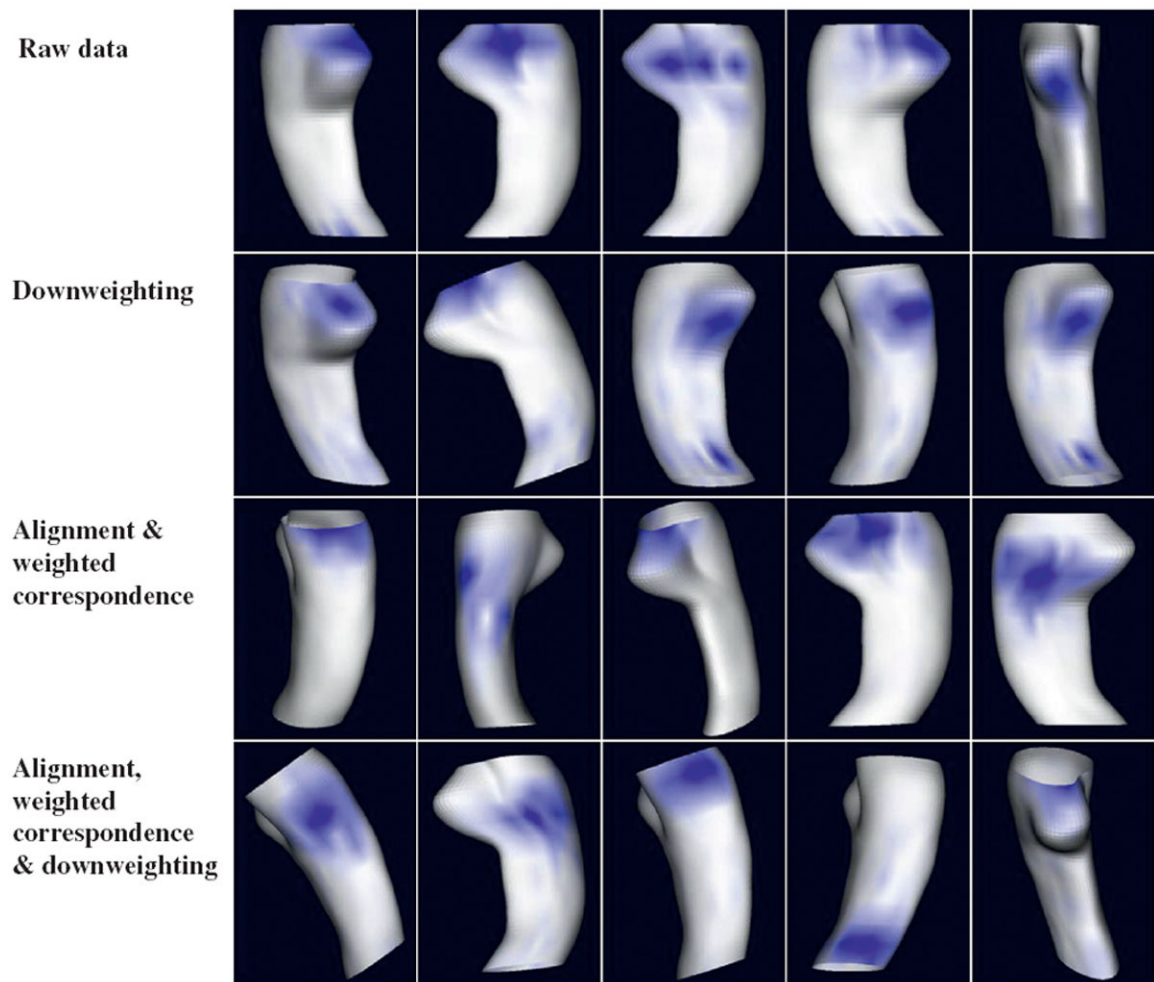 Raw data
Downweighting
Alignment &
weighted
correspondence
Alignment,
weighted
correspondence
& downweighting